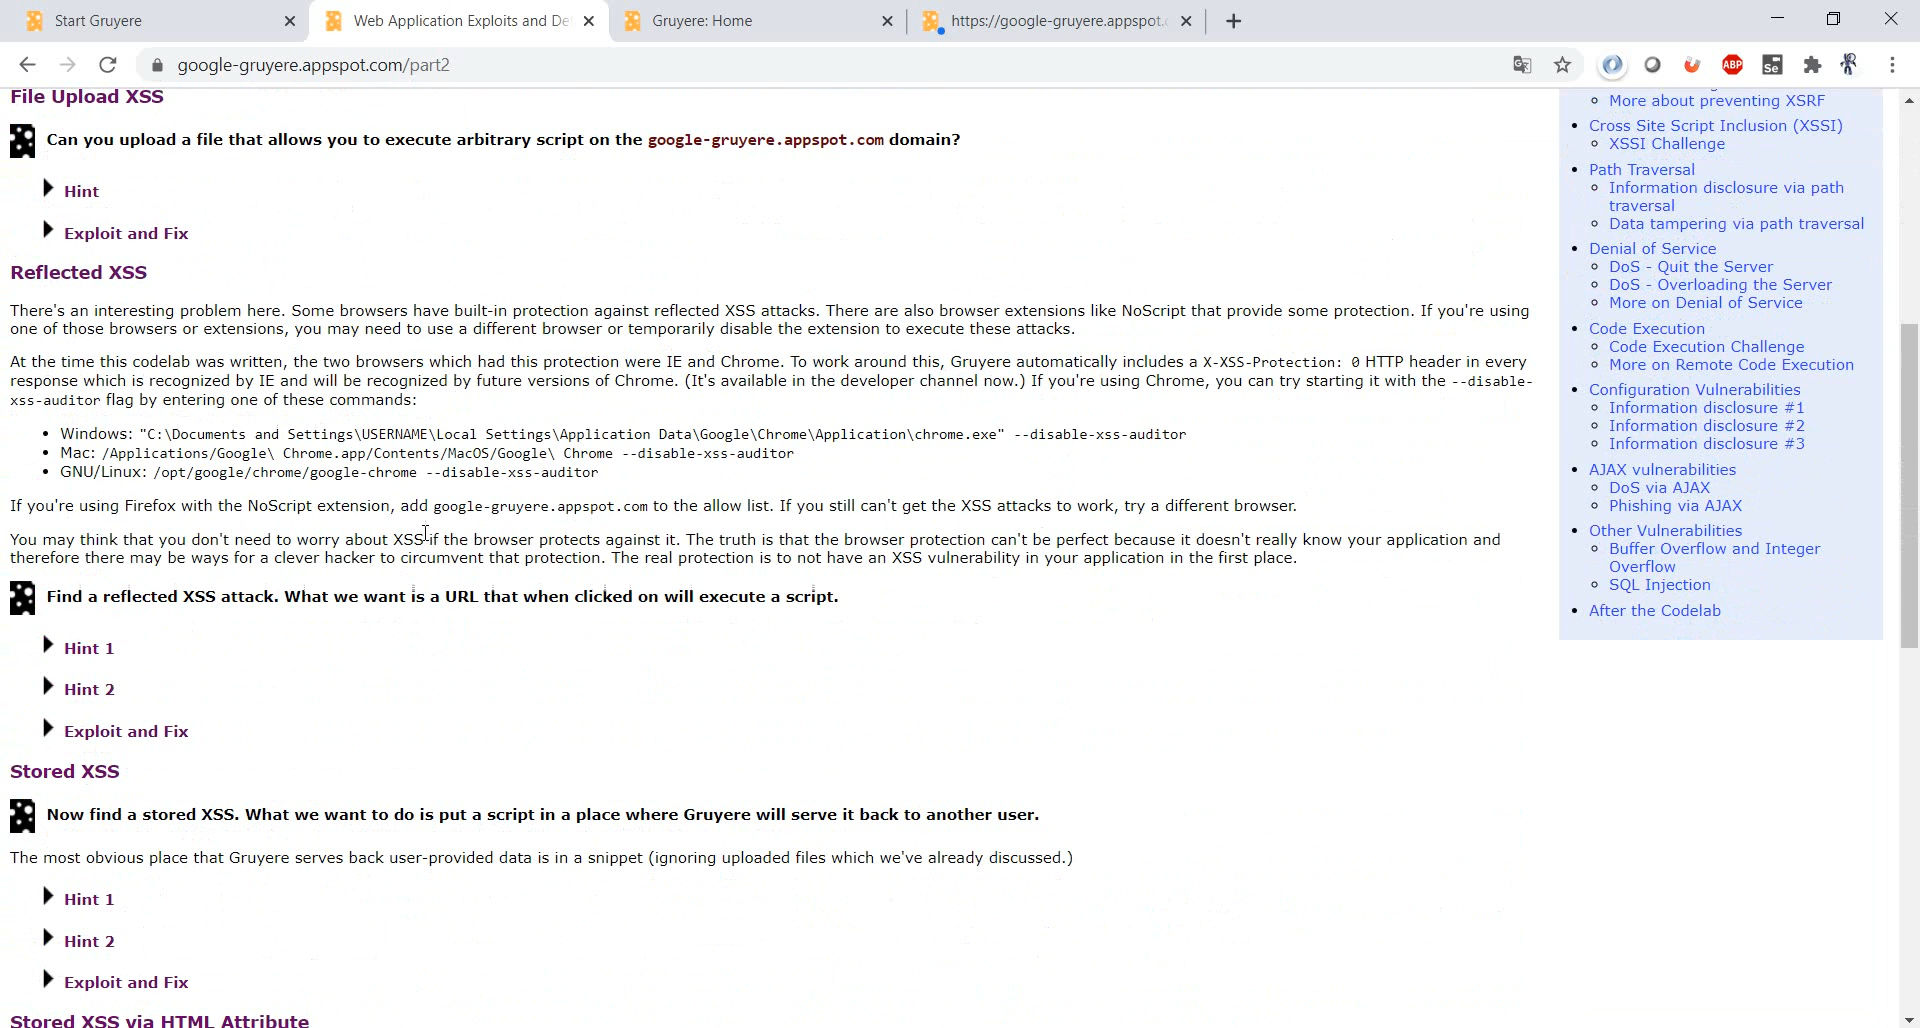 Start Gruyere
Web Application Exploits and De
Gruyere: Home
https://google-gruyere.appspot.c
google-gruyere.appspot.com/part2
ABP
Se
File Upload XSS
Can you upload a file that allows you to execute arbitrary script on the google-gruyere.appspot.com domain?
Hint
Exploit and Fix
Reflected XSS
There's an interesting problem here. Some browsers have built-in protection against reflected XSS attacks. There are also browser extensions like NoScript that provide some protection. If you're using
one of those browsers or extensions, you may need to use a different browser or temporarily disable the extension to execute these attacks.
At the time this codelab was written, the two browsers which had this protection were IE and Chrome. To work around this, Gruyere automatically includes a X-XSS-Protection: 0 HTTP header in every
response which is recognized by IE and will be recognized by future versions of Chrome. (It's available in the developer channel now.) If you're using Chrome, you can try starting it with the --disable-
xss-auditor flag by entering one of these commands:
• Windows: "C:\Documents and Settings\USERNAME\Local Settings\Application Data\Google\Chrome\Application\chrome.exe" --disable-xss-auditor
• Mac: /Applications/Google\ Chrome.app/Contents/MacOS/Google\ Chrome --disable-xss-auditor
• GNU/Linux: /opt/google/chrome/google-chrome --disable-xss-auditor
If you're using Firefox with the NoScript extension, add google-gruyere.appspot.com to the allow list. If you still can't get the XSS attacks to work, try a different browser.
You may think that you don't need to worry about XSS if the browser protects against it. The truth is that the browser protection can't be perfect because it doesn't really know your application and
therefore there may be ways for a clever hacker to circumvent that protection. The real protection is to not have an XSS vulnerability in your application in the first place.
Find a reflected XSS attack. What we want is a URL that when clicked on will execute a script.
Hint 1
Hint 2
Exploit and Fix
Stored XSS
Now find a stored XSS. What we want to do is put a script in a place where Gruyere will serve it back to another user.
The most obvious place that Gruyere serves back user-provided data is in a snippet (ignoring uploaded files which we've already discussed.)
Hint 1
Hint 2
Exploit and Fix
Stored XSS via HTML Attribute
More about preventing XSRF
Cross Site Script Inclusion (XSSI)
XSSI Challenge
Path Traversal
Information disclosure via path
traversal
Data tampering via path traversal
Denial of Service
DoS - Quit the Server
DoS - Overloading the Server
More on Denial of Service
Code Execution
Code Execution Challenge
More on Remote Code Execution
Configuration Vulnerabilities
Information disclosure #1
Information disclosure #2
Information disclosure #3
AJAX vulnerabilities
DoS via AJAX
Phishing via AJAX
Other Vulnerabilities
Buffer Overflow and Integer
Overflow
SQL Injection
After the Codelab